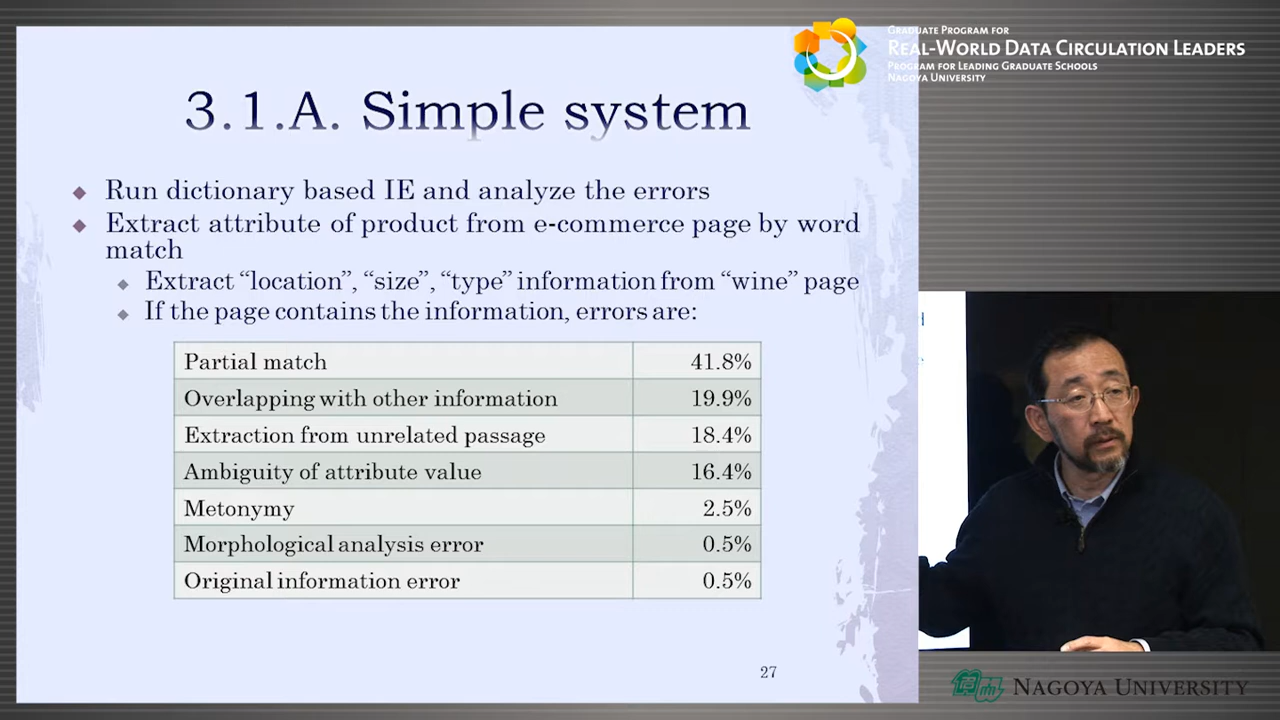 GRADUATE PROGRAM FOR
REAL-WORLD DATA CIRCULATION LEADERS
PROGRAM FOR LEADING GRADUATE SCHOOLS
NAGOYA UNIVERSITY
3.1.A. Simple system
Run dictionary based IE and analyze the errors
Extract attribute of product from e-commerce page by word
match
Extract “location”, “size”, “type” information from “wine” page
If the page contains the information, errors are:
Partial match 41.8%
Overlapping with other information 19.9%
Extraction from unrelated passage 18.4%
Ambiguity of attribute value 16.4%
Metonymy 2.5%
Morphological analysis error 0.5%
Original information error 0.5%
27
NAGOYA UNIVERSITY